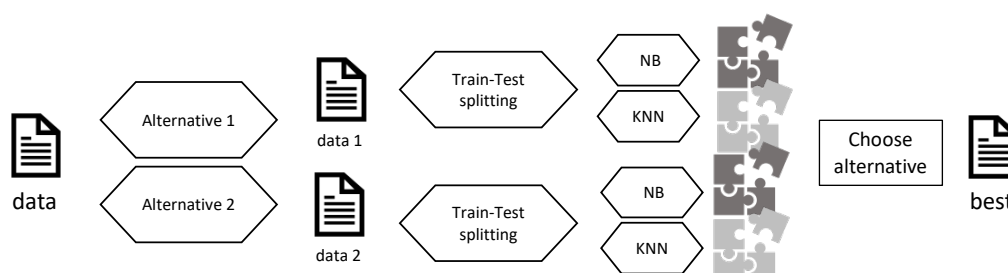 data
Alternative 1
Alternative 2
data 1
data 2
Train-Test
splitting
Train-Test
splitting
NB
KNN
NB
KNN
Choose
alternative
best